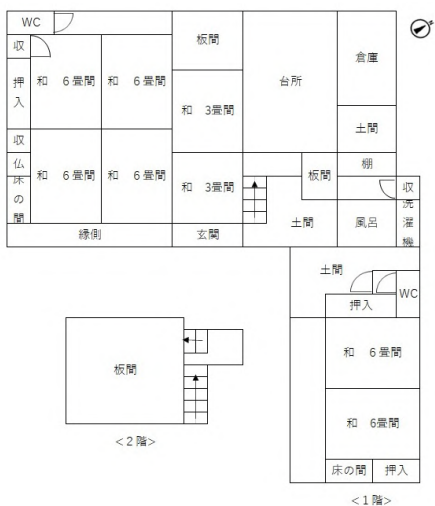 WC
収
押
入
収
仏
床
の
間
和　６畳間
和　６畳間
和　６畳間
和　６畳間
縁側
板間
和　3畳間
和　3畳間
玄関
台所
倉庫
土間
棚
板間
土間
風呂
収
洗
濯
機
土間
WC
押入
和　６畳間
和　6畳間
床の間
押入
＜１階＞
板間
＜２階＞